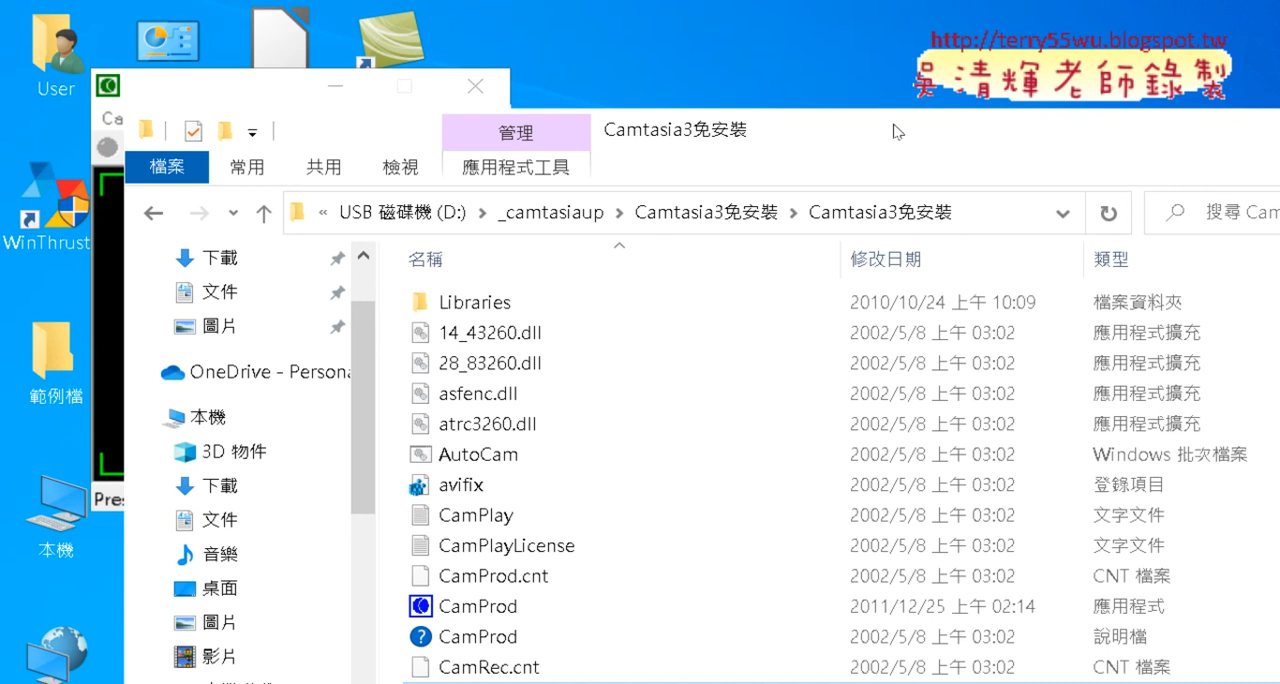 http://terry55wu.blogspot.tw
吳清輝老師錄製
User
WinThrust
範例檔
本機
Ca
Pres
管理
Camtasia3免安裝
檔案
常用
共用
檢視
應用程式工具
« USB 磁碟機 (D:) > _camtasiaup > Camtasia3免安裝 > Camtasia3免安裝
搜尋 Cam
下載
文件
圖片
OneDrive - Persona
本機
3D 物件
下載
文件
音樂
桌面
圖片
影片
名稱 修改日期 類型
Libraries 2010/10/24 上午 10:09 檔案資料夾
14_43260.dll 2002/5/8 上午 03:02 應用程式擴充
28_83260.dll 2002/5/8 上午 03:02 應用程式擴充
asfenc.dll 2002/5/8 上午 03:02 應用程式擴充
atrc3260.dll 2002/5/8 上午 03:02 應用程式擴充
AutoCam 2002/5/8 上午 03:02 Windows 批次檔案
avifix 2002/5/8 上午 03:02 登錄項目
CamPlay 2002/5/8 上午 03:02 文字文件
CamPlayLicense 2002/5/8 上午 03:02 文字文件
CamProd.cnt 2002/5/8 上午 03:02 CNT 檔案
CamProd 2011/12/25 上午 02:14 應用程式
CamProd 2002/5/8 上午 03:02 說明檔
CamRec.cnt 2002/5/8 上午 03:02 CNT 檔案